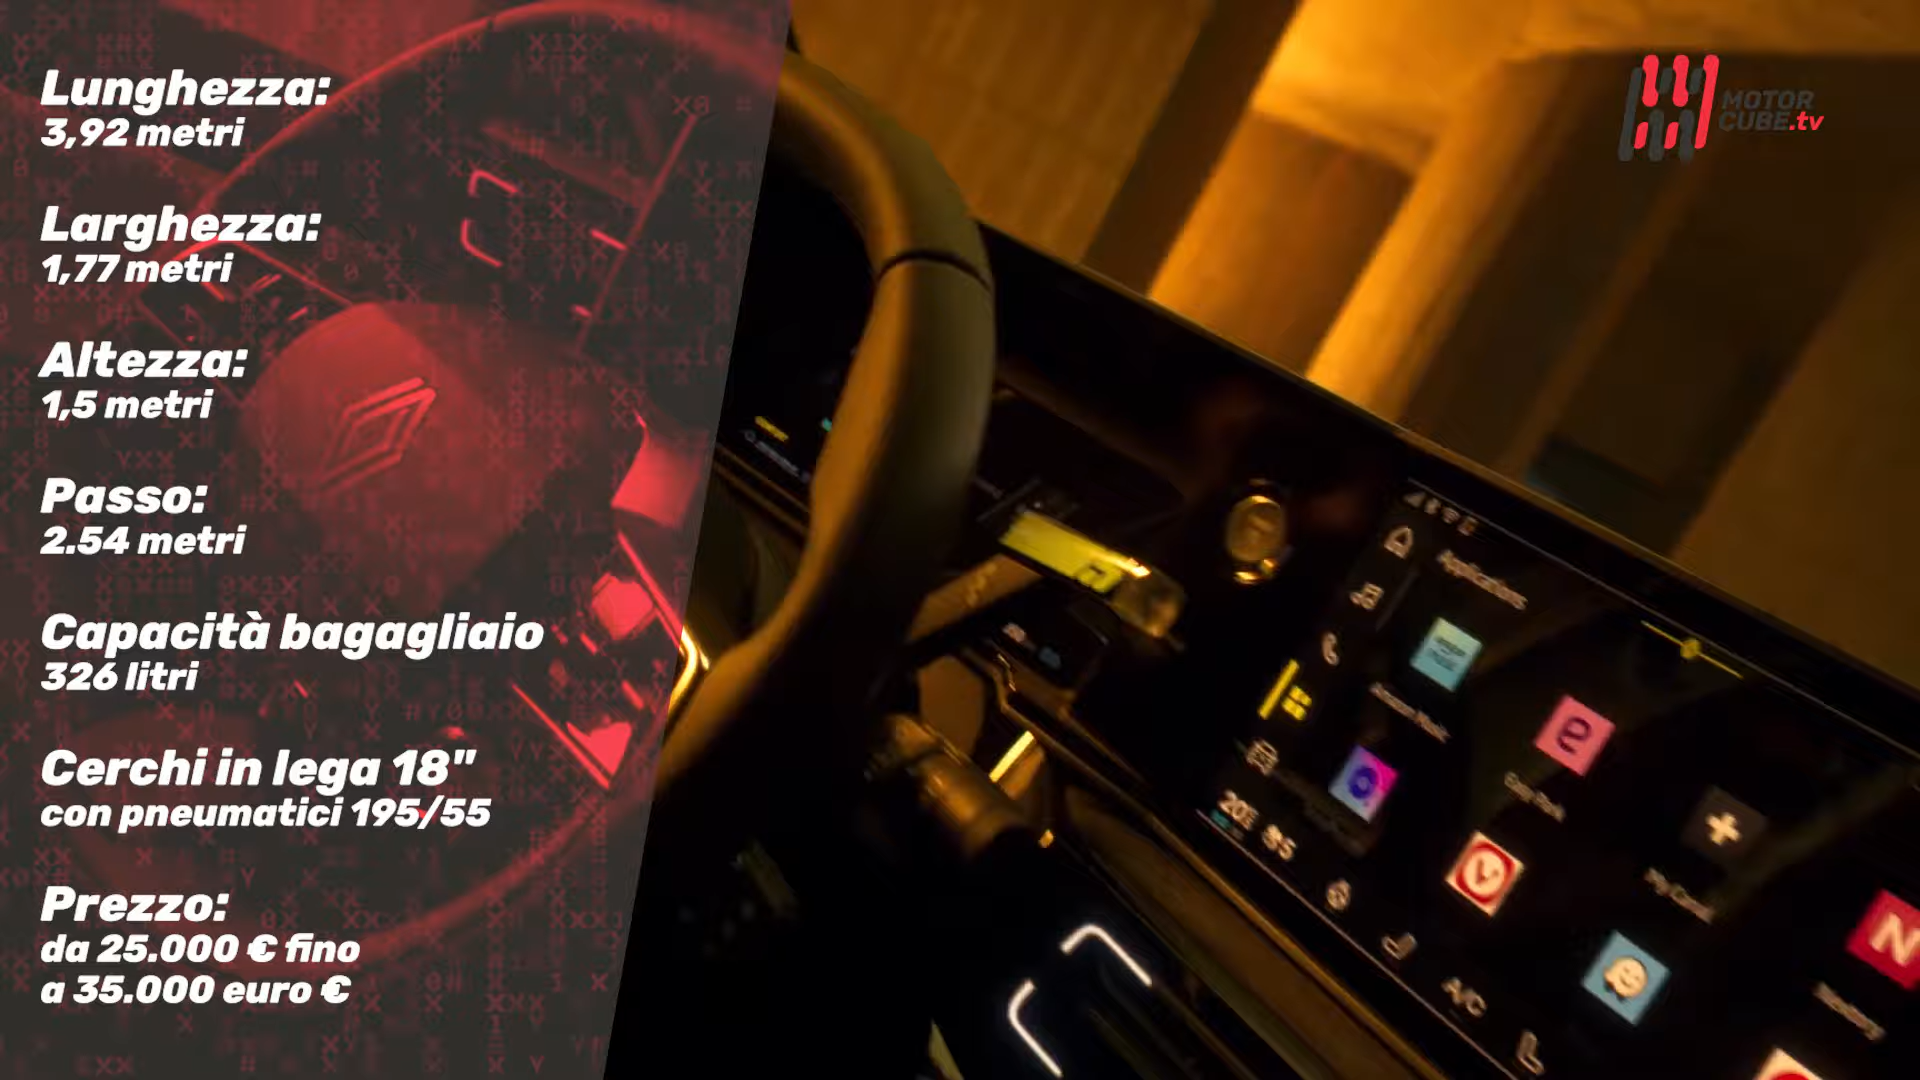 Lunghezza:
3,92 metri
Larghezza:
1,77 metri
Altezza:
1,5 metri
Passo:
2.54 metri
Capacità bagagliaio
326 litri
Cerchi in lega 18"
con pneumatici 195/55
Prezzo:
da 25.000 € fino
a 35.000 euro €
MOTOR
CUBE.tv
Applications
A/C